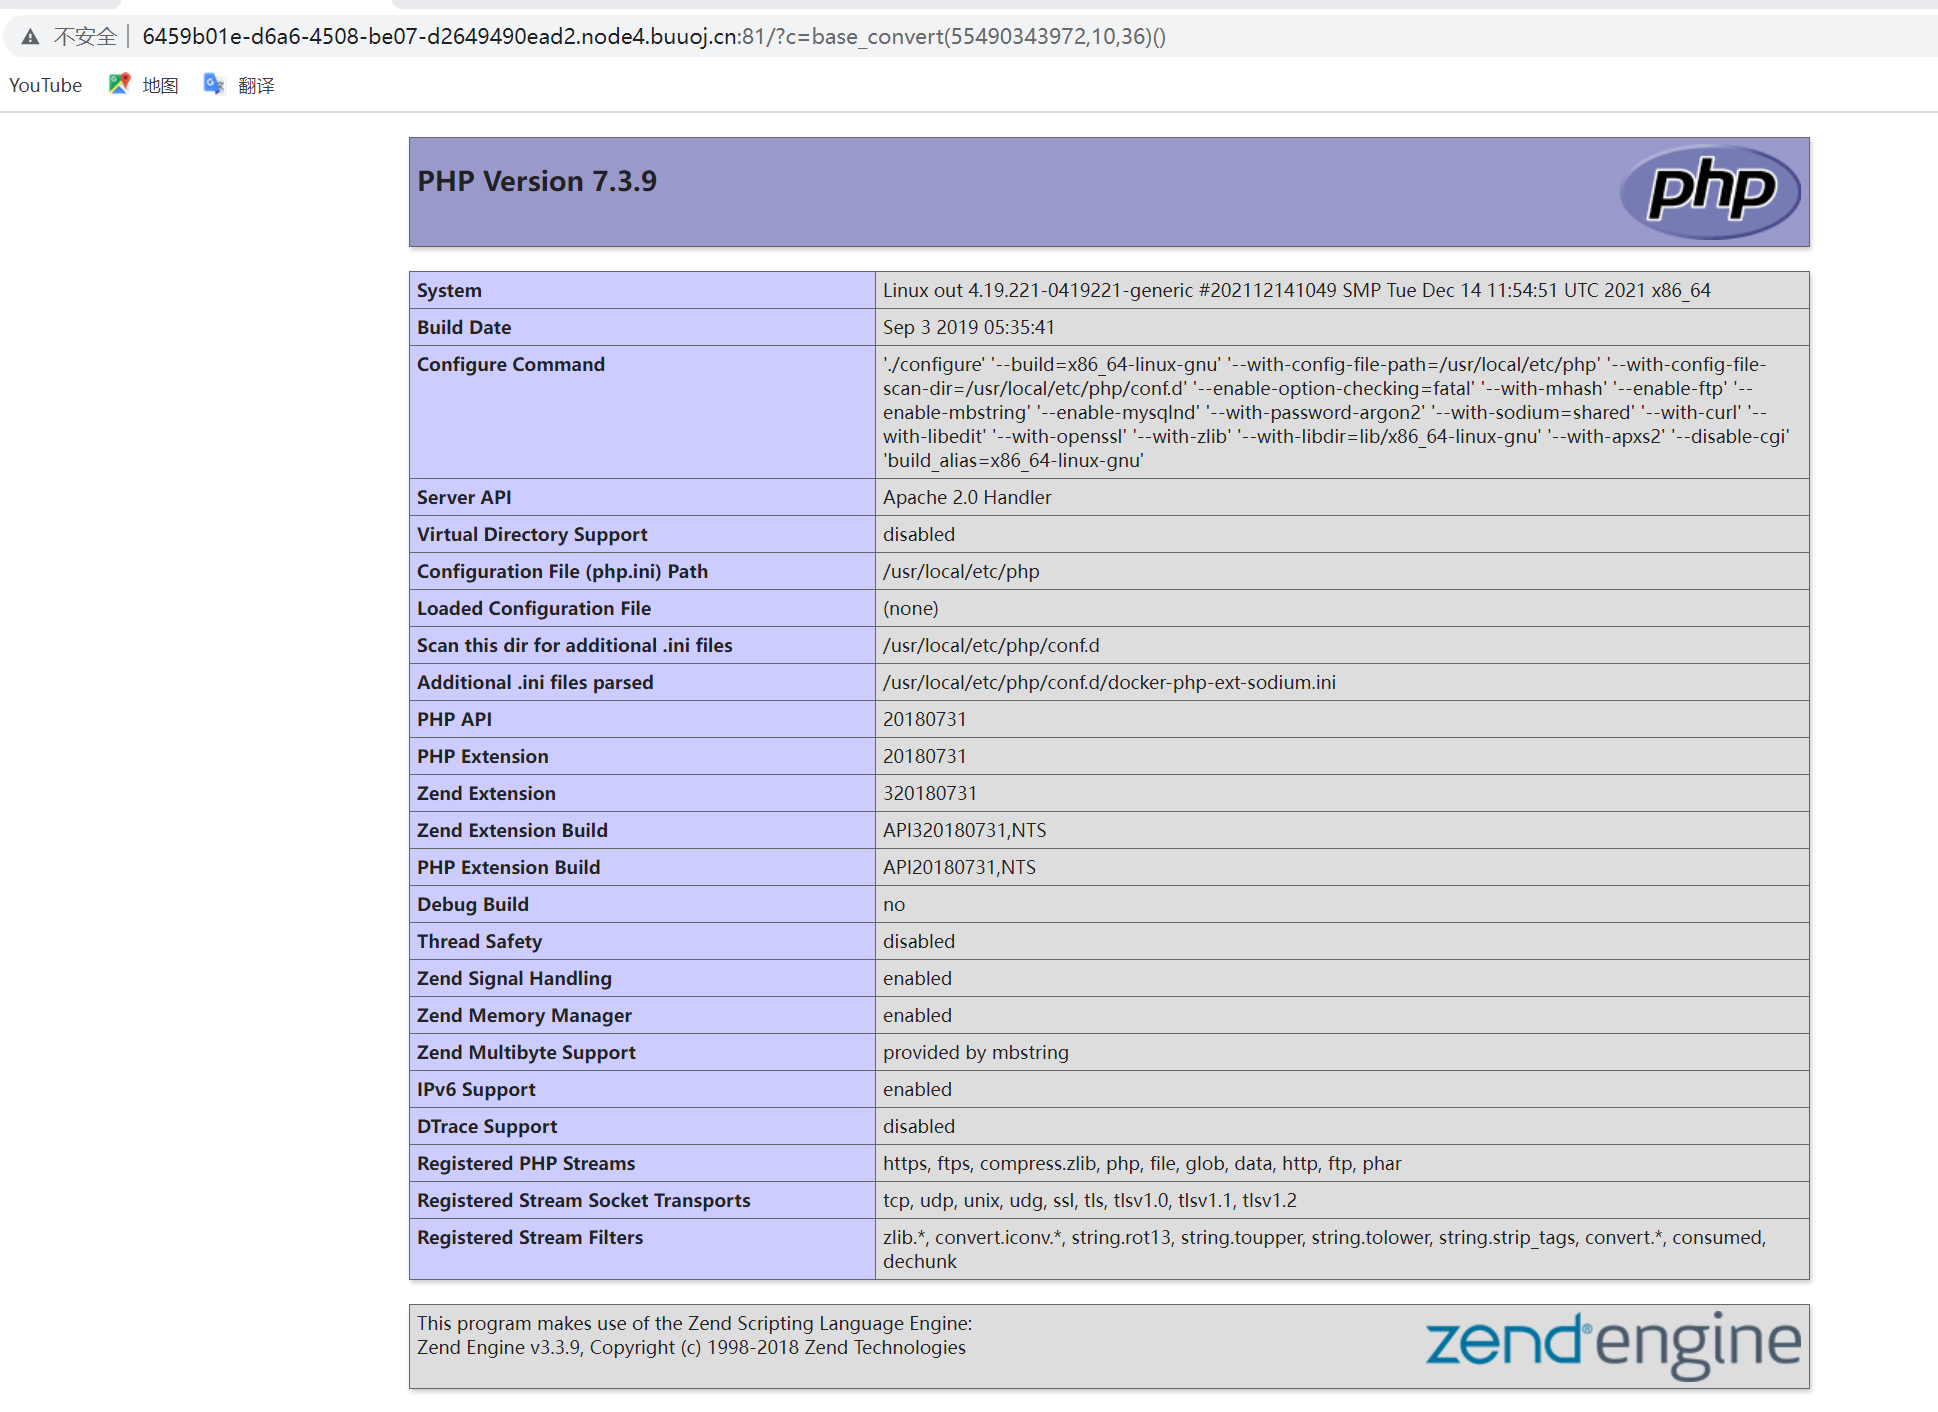 不安全 | 6459b01e-d6a6-4508-be07-d2649490ead2.node4.buuoj.cn:81/?c=base_convert(55490343972,10,36)()
YouTube 地图 翻译
PHP Version 7.3.9
php
System Linux out 4.19.221-0419221-generic #202112141049 SMP Tue Dec 14 11:54:51 UTC 2021 x86_64
Build Date Sep 3 2019 05:35:41
Configure Command './configure' '--build=x86_64-linux-gnu' '--with-config-file-path=/usr/local/etc/php' '--with-config-file-
scan-dir=/usr/local/etc/php/conf.d' '--enable-option-checking=fatal' '--with-mhash' '--enable-ftp' '--
enable-mbstring' '--enable-mysqlnd' '--with-password-argon2' '--with-sodium=shared' '--with-curl' '--
with-libedit' '--with-openssl' '--with-zlib' '--with-libdir=lib/x86_64-linux-gnu' '--with-apxs2' '--disable-cgi'
'build_alias=x86_64-linux-gnu'
Server API Apache 2.0 Handler
Virtual Directory Support disabled
Configuration File (php.ini) Path /usr/local/etc/php
Loaded Configuration File (none)
Scan this dir for additional .ini files /usr/local/etc/php/conf.d
Additional .ini files parsed /usr/local/etc/php/conf.d/docker-php-ext-sodium.ini
PHP API 20180731
PHP Extension 20180731
Zend Extension 320180731
Zend Extension Build API320180731,NTS
PHP Extension Build API20180731,NTS
Debug Build no
Thread Safety disabled
Zend Signal Handling enabled
Zend Memory Manager enabled
Zend Multibyte Support provided by mbstring
IPv6 Support enabled
DTrace Support disabled
Registered PHP Streams https, ftps, compress.zlib, php, file, glob, data, http, ftp, phar
Registered Stream Socket Transports tcp, udp, unix, udg, ssl, tls, tlsv1.0, tlsv1.1, tlsv1.2
Registered Stream Filters zlib.*, convert.iconv.*, string.rot13, string.toupper, string.tolower, string.strip_tags, convert.*, consumed,
dechunk
This program makes use of the Zend Scripting Language Engine:
Zend Engine v3.3.9, Copyright (c) 1998-2018 Zend Technologies
zend® engine